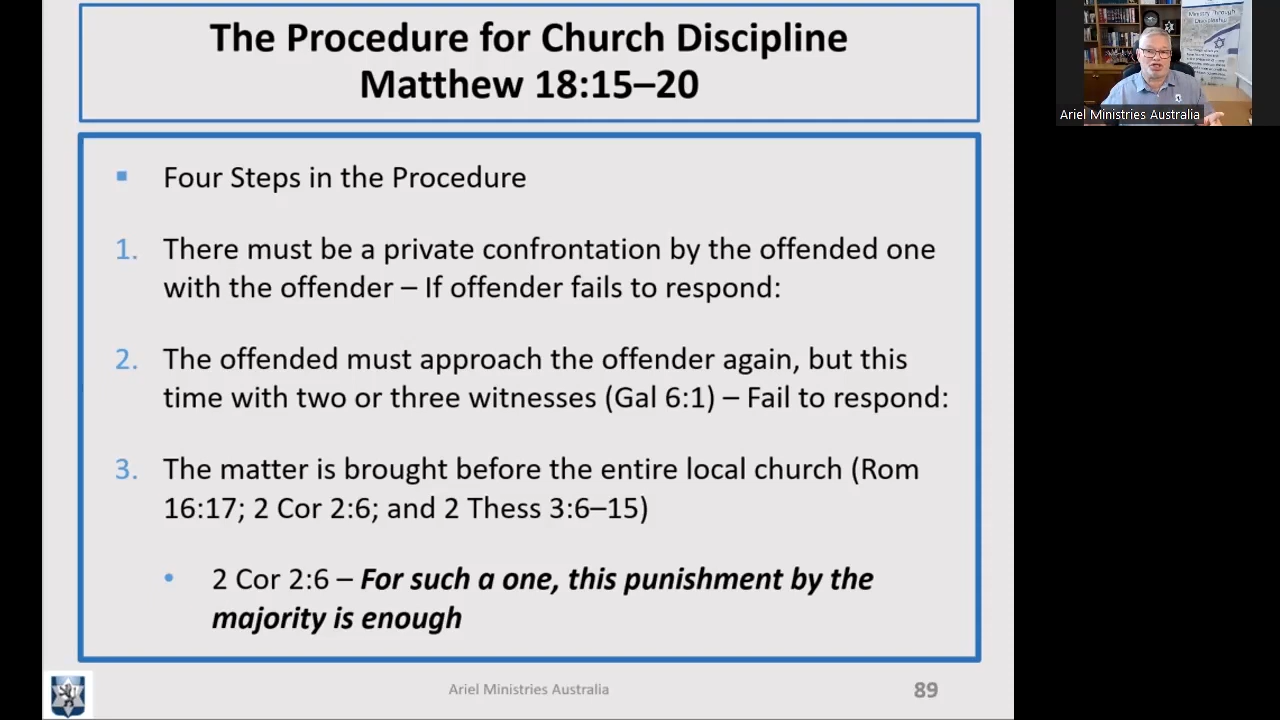 The Procedure for Church Discipline
Matthew 18:15–20
Four Steps in the Procedure
1. There must be a private confrontation by the offended one
with the offender – If offender fails to respond:
2. The offended must approach the offender again, but this
time with two or three witnesses (Gal 6:1) – Fail to respond:
3. The matter is brought before the entire local church (Rom
16:17; 2 Cor 2:6; and 2 Thess 3:6–15)
2 Cor 2:6 – For such a one, this punishment by the
majority is enough
Ariel Ministries Australia
89
Ministry Through
Discipleship
Ariel Ministries Australia